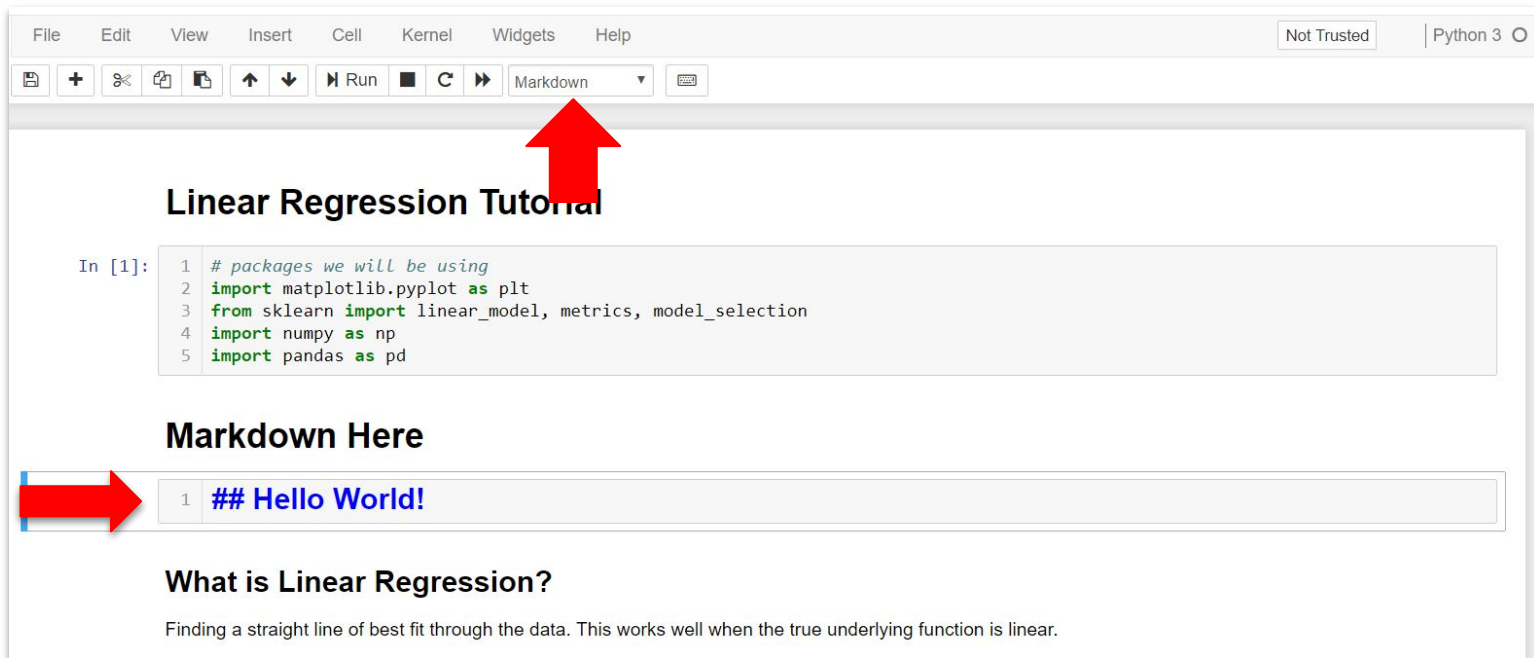 File Edit View Insert Cell Kernel Widgets Help Not Trusted Python 3
Run Markdown
Linear Regression Tutorial
In [1]:
1 # packages we will be using
2 import matplotlib.pyplot as plt
3 from sklearn import linear_model, metrics, model_selection
4 import numpy as np
5 import pandas as pd
Markdown Here
1 ## Hello World!
What is Linear Regression?
Finding a straight line of best fit through the data. This works well when the true underlying function is linear.